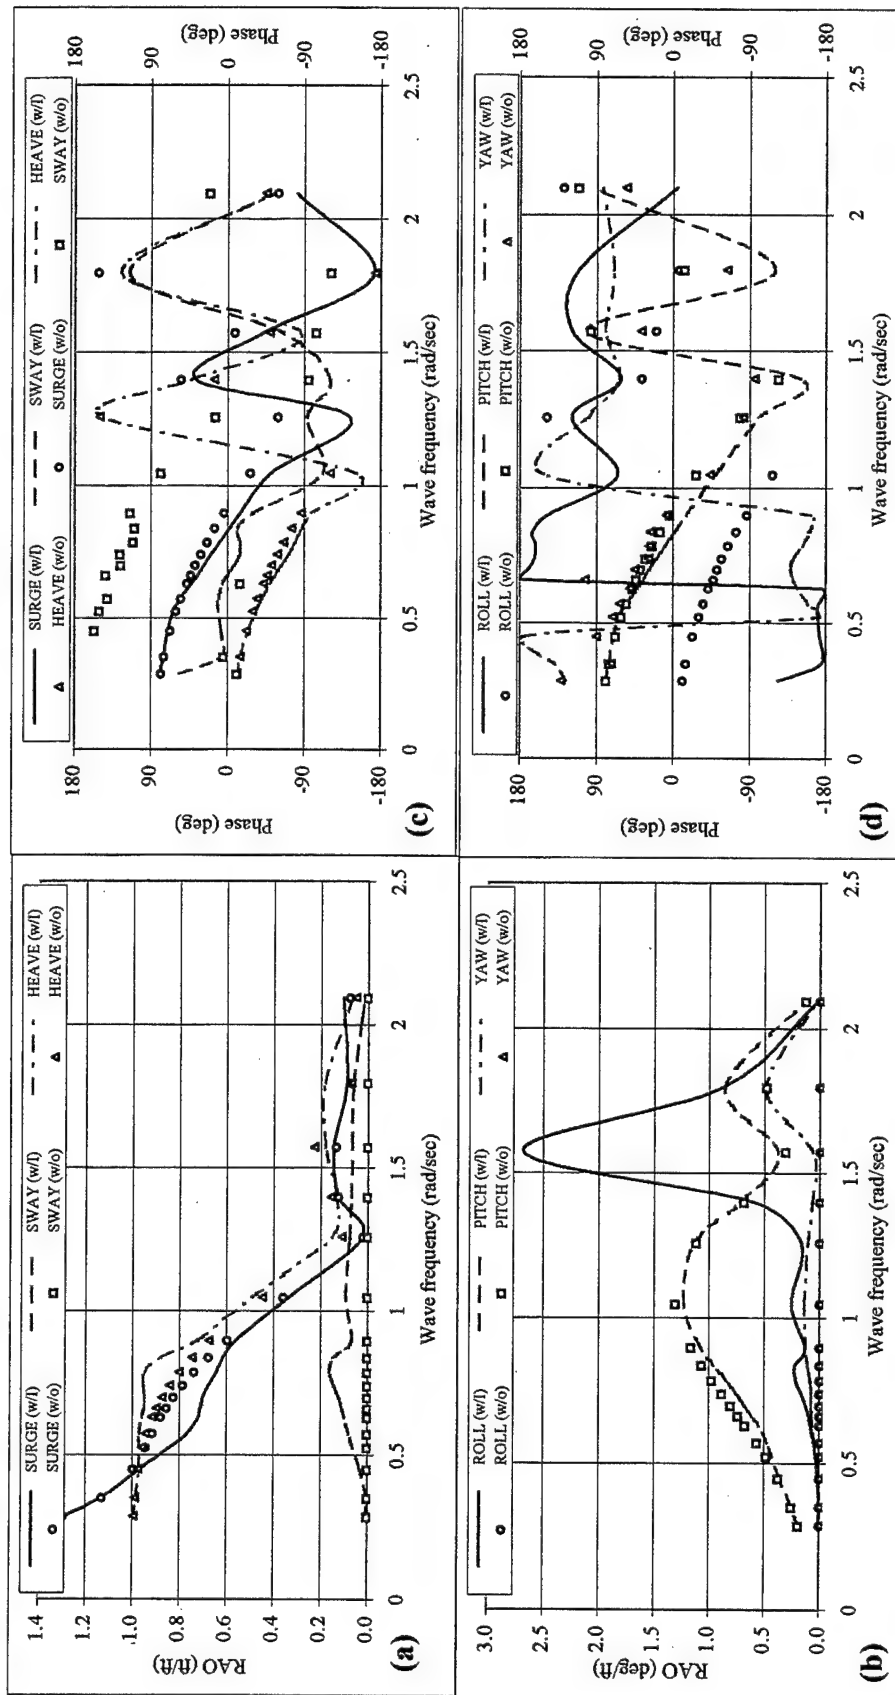 SURGE (w/I) SWAY (w/I) HEAVE (w/I)
SURGE (w/o) SWAY (w/o) HEAVE (w/o)
1.4
1.2
1.0
0.8
0.6
0.4
0.2
0.0
RAO (ft/ft)
0 0.5 1 1.5 2 2.5
Wave frequency (rad/sec)
(a)
SURGE (w/I) SWAY (w/I) HEAVE (w/I)
HEAVE (w/o) SURGE (w/o) SWAY (w/o)
180
90
0
-90
-180
Phase (deg)
180
90
0
-90
-180
Phase (deg)
0 0.5 1 1.5 2 2.5
Wave frequency (rad/sec)
(c)
ROLL (w/I) PITCH (w/I) YAW (w/I)
ROLL (w/o) PITCH (w/o) YAW (w/o)
3.0
2.5
2.0
1.5
1.0
0.5
0.0
RAO (deg/ft)
0 0.5 1 1.5 2 2.5
Wave frequency (rad/sec)
(b)
ROLL (w/I) PITCH (w/I) YAW (w/I)
ROLL (w/o) PITCH (w/o) YAW (w/o)
180
90
0
-90
-180
Phase (deg)
180
90
0
-90
-180
Phase (deg)
0 0.5 1 1.5 2 2.5
Wave frequency (rad/sec)
(d)